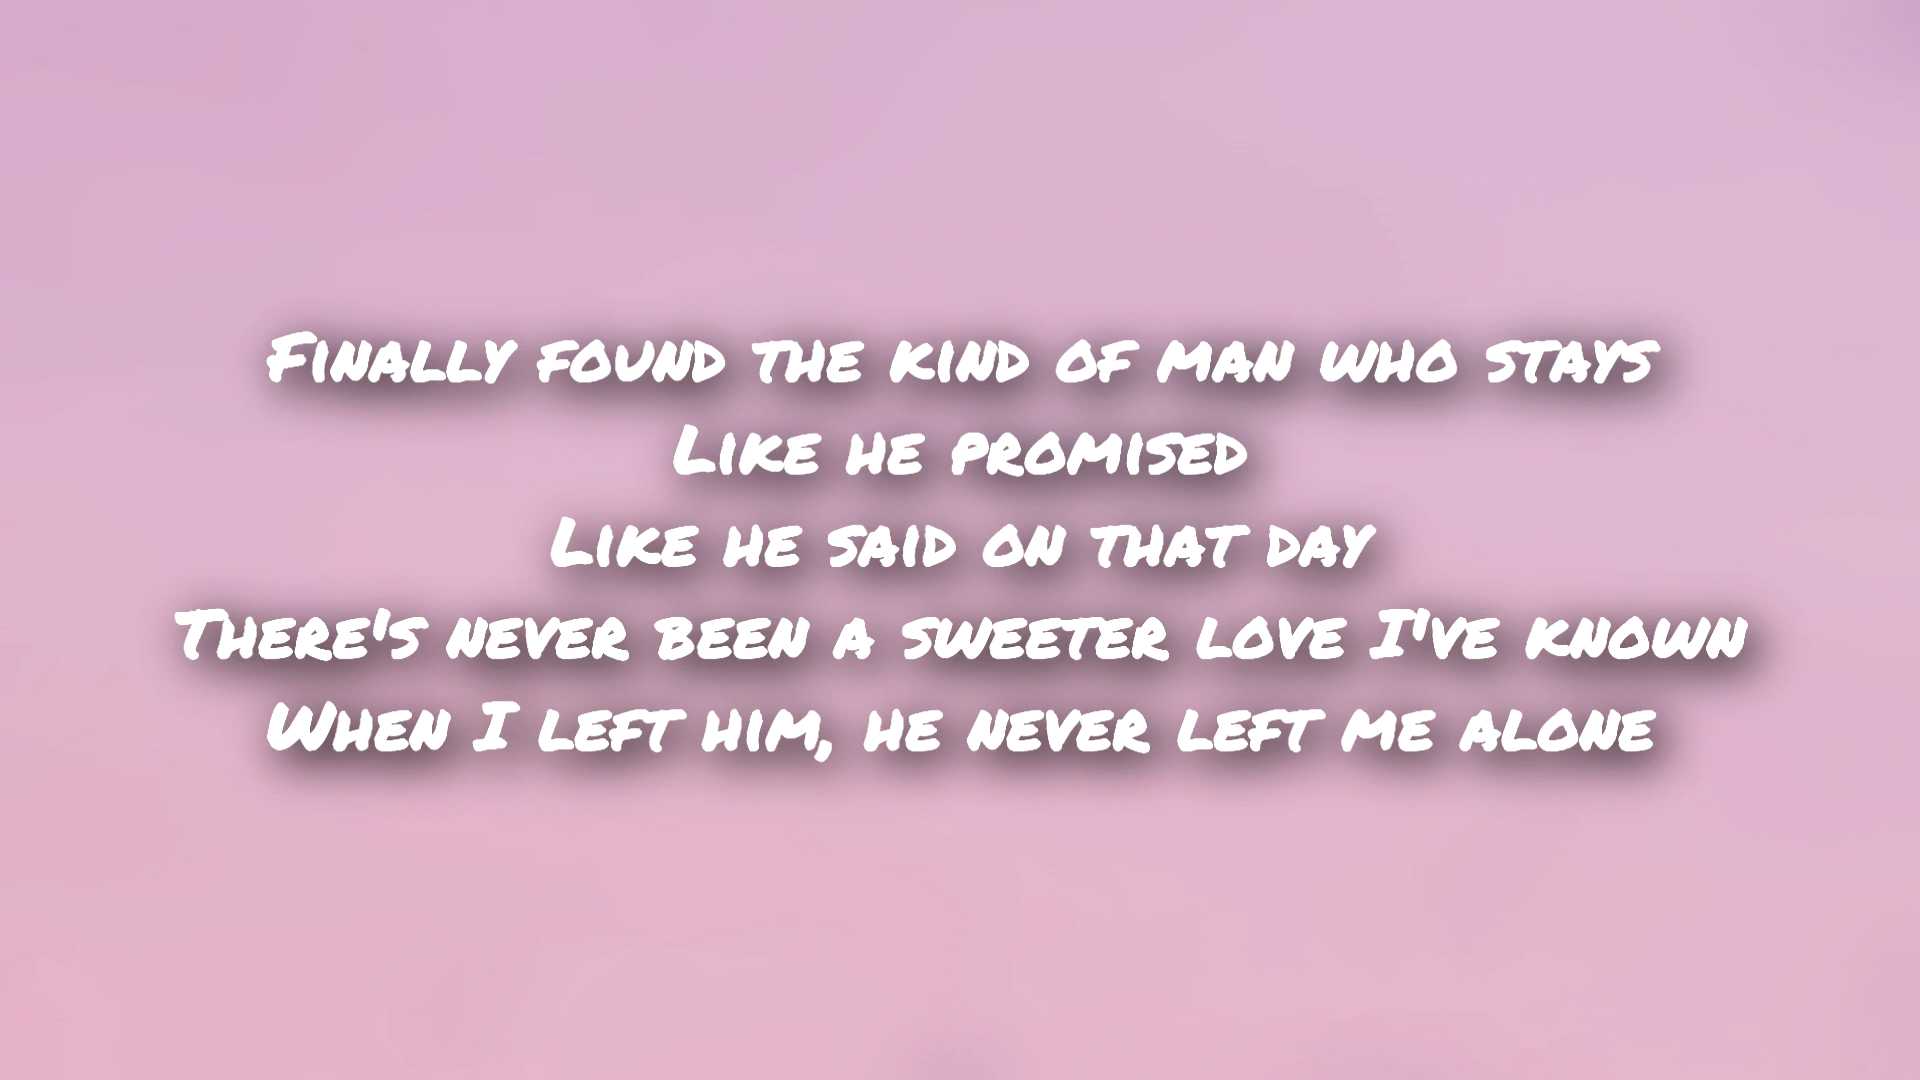 Finally found the kind of man who stays
Like he promised
Like he said on that day
There's never been a sweeter love I've known
When I left him, he never left me alone